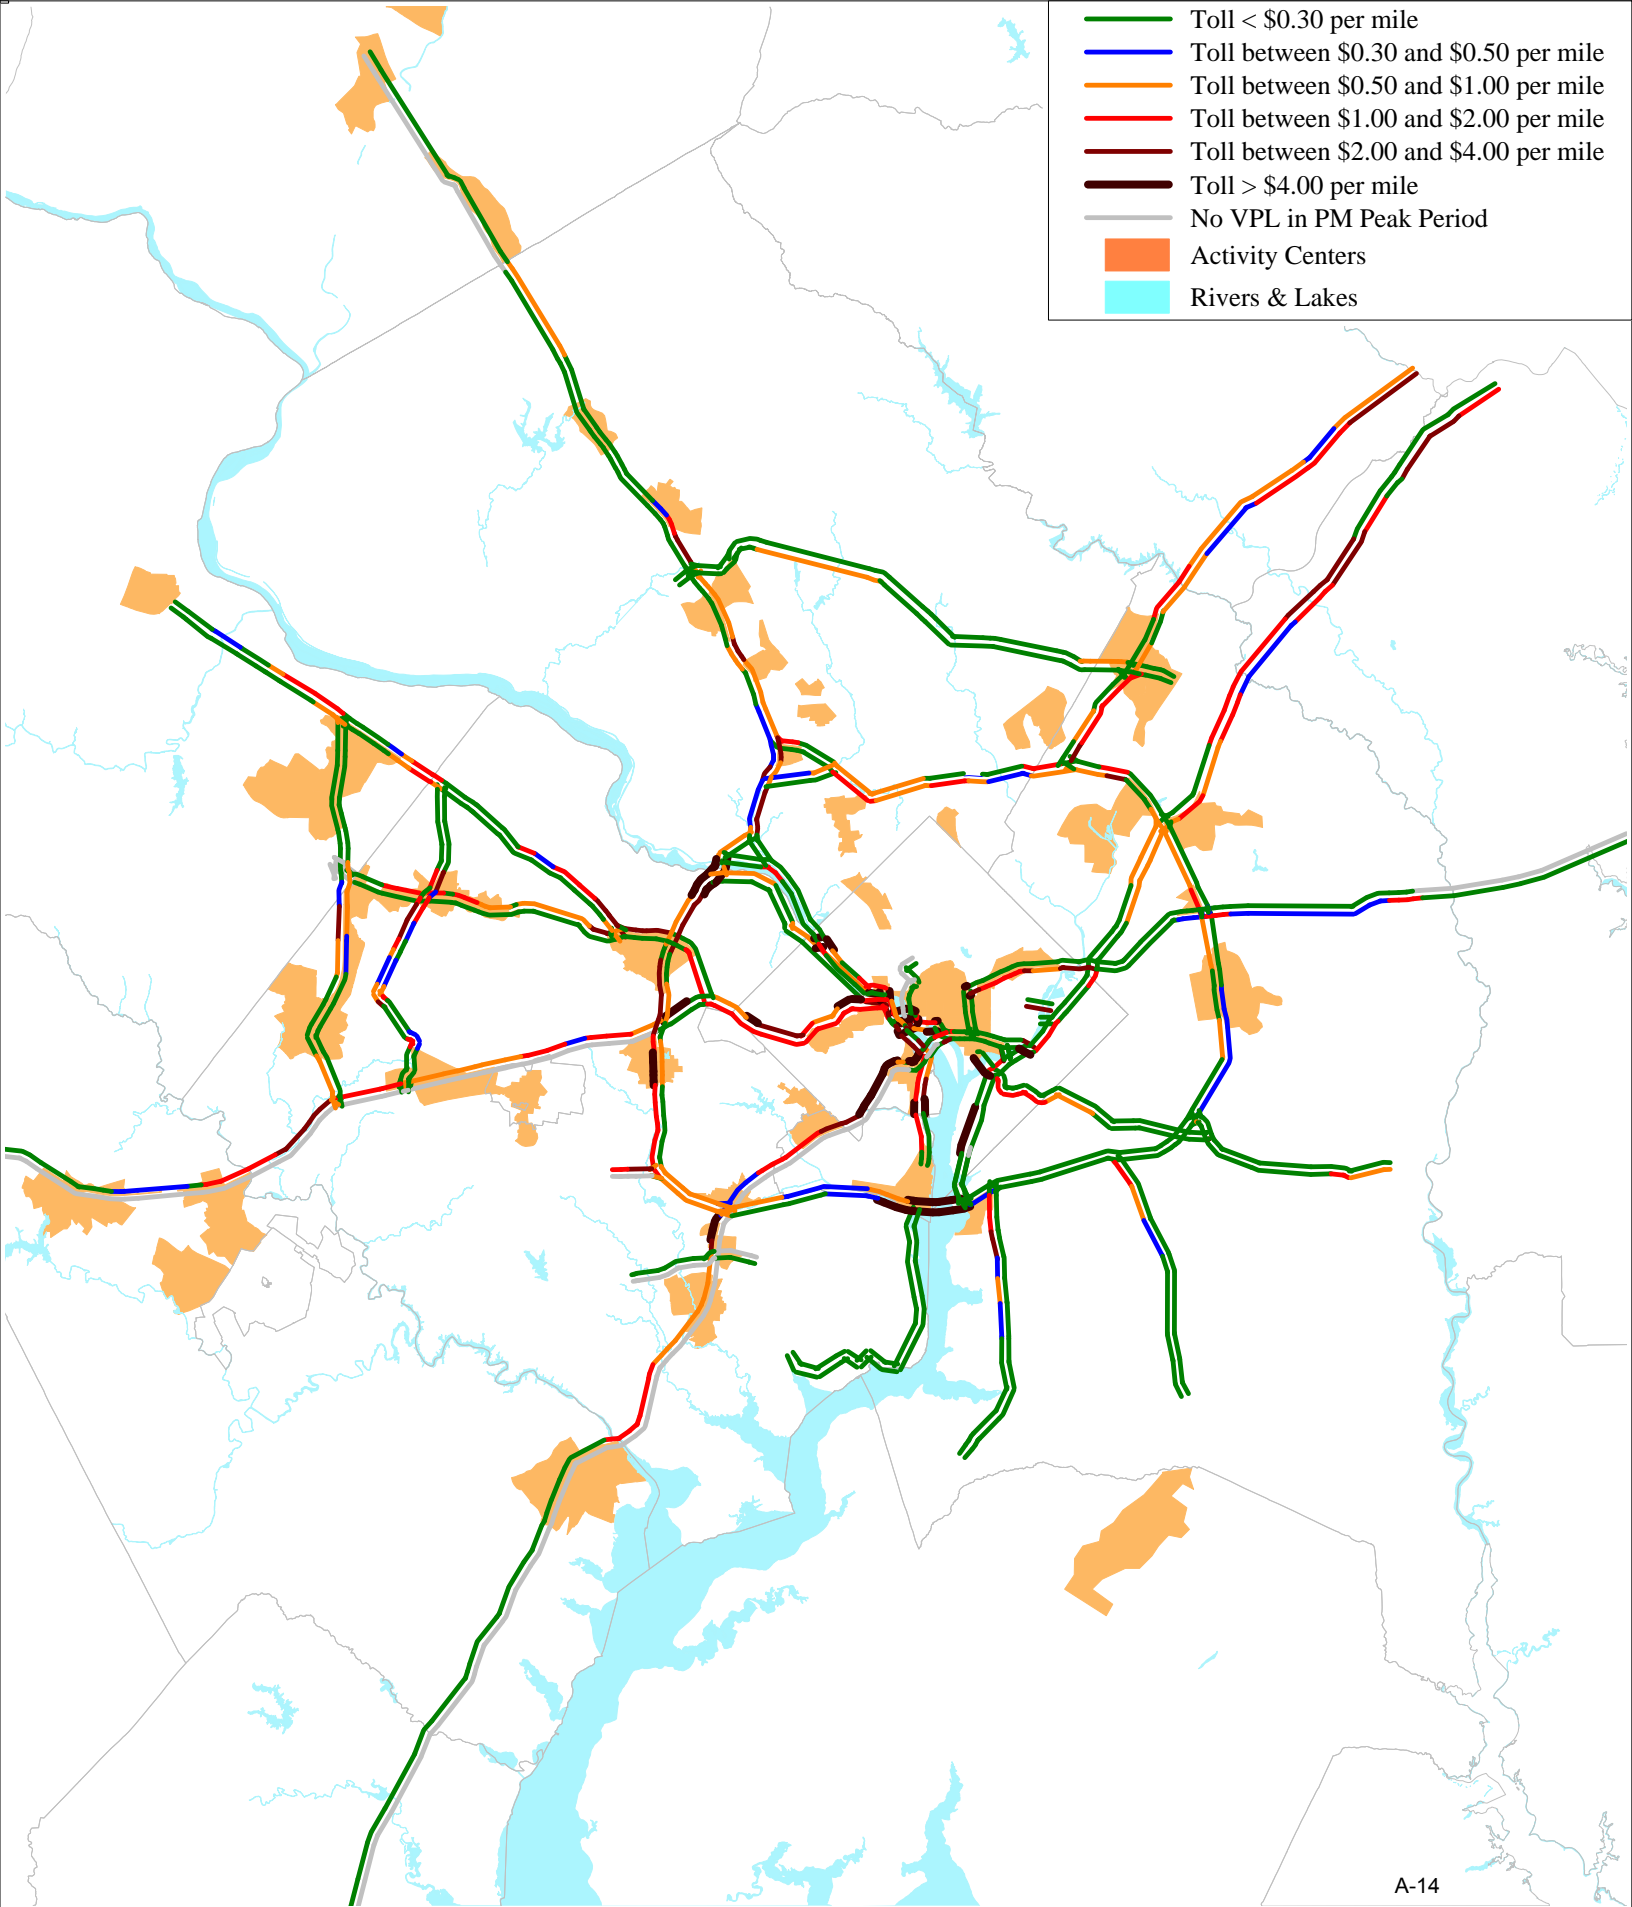 Toll < $0.30 per mile
Toll between $0.30 and $0.50 per mile
Toll between $0.50 and $1.00 per mile
Toll between $1.00 and $2.00 per mile
Toll between $2.00 and $4.00 per mile
Toll > $4.00 per mile
No VPL in PM Peak Period
Activity Centers
Rivers & Lakes
A-14